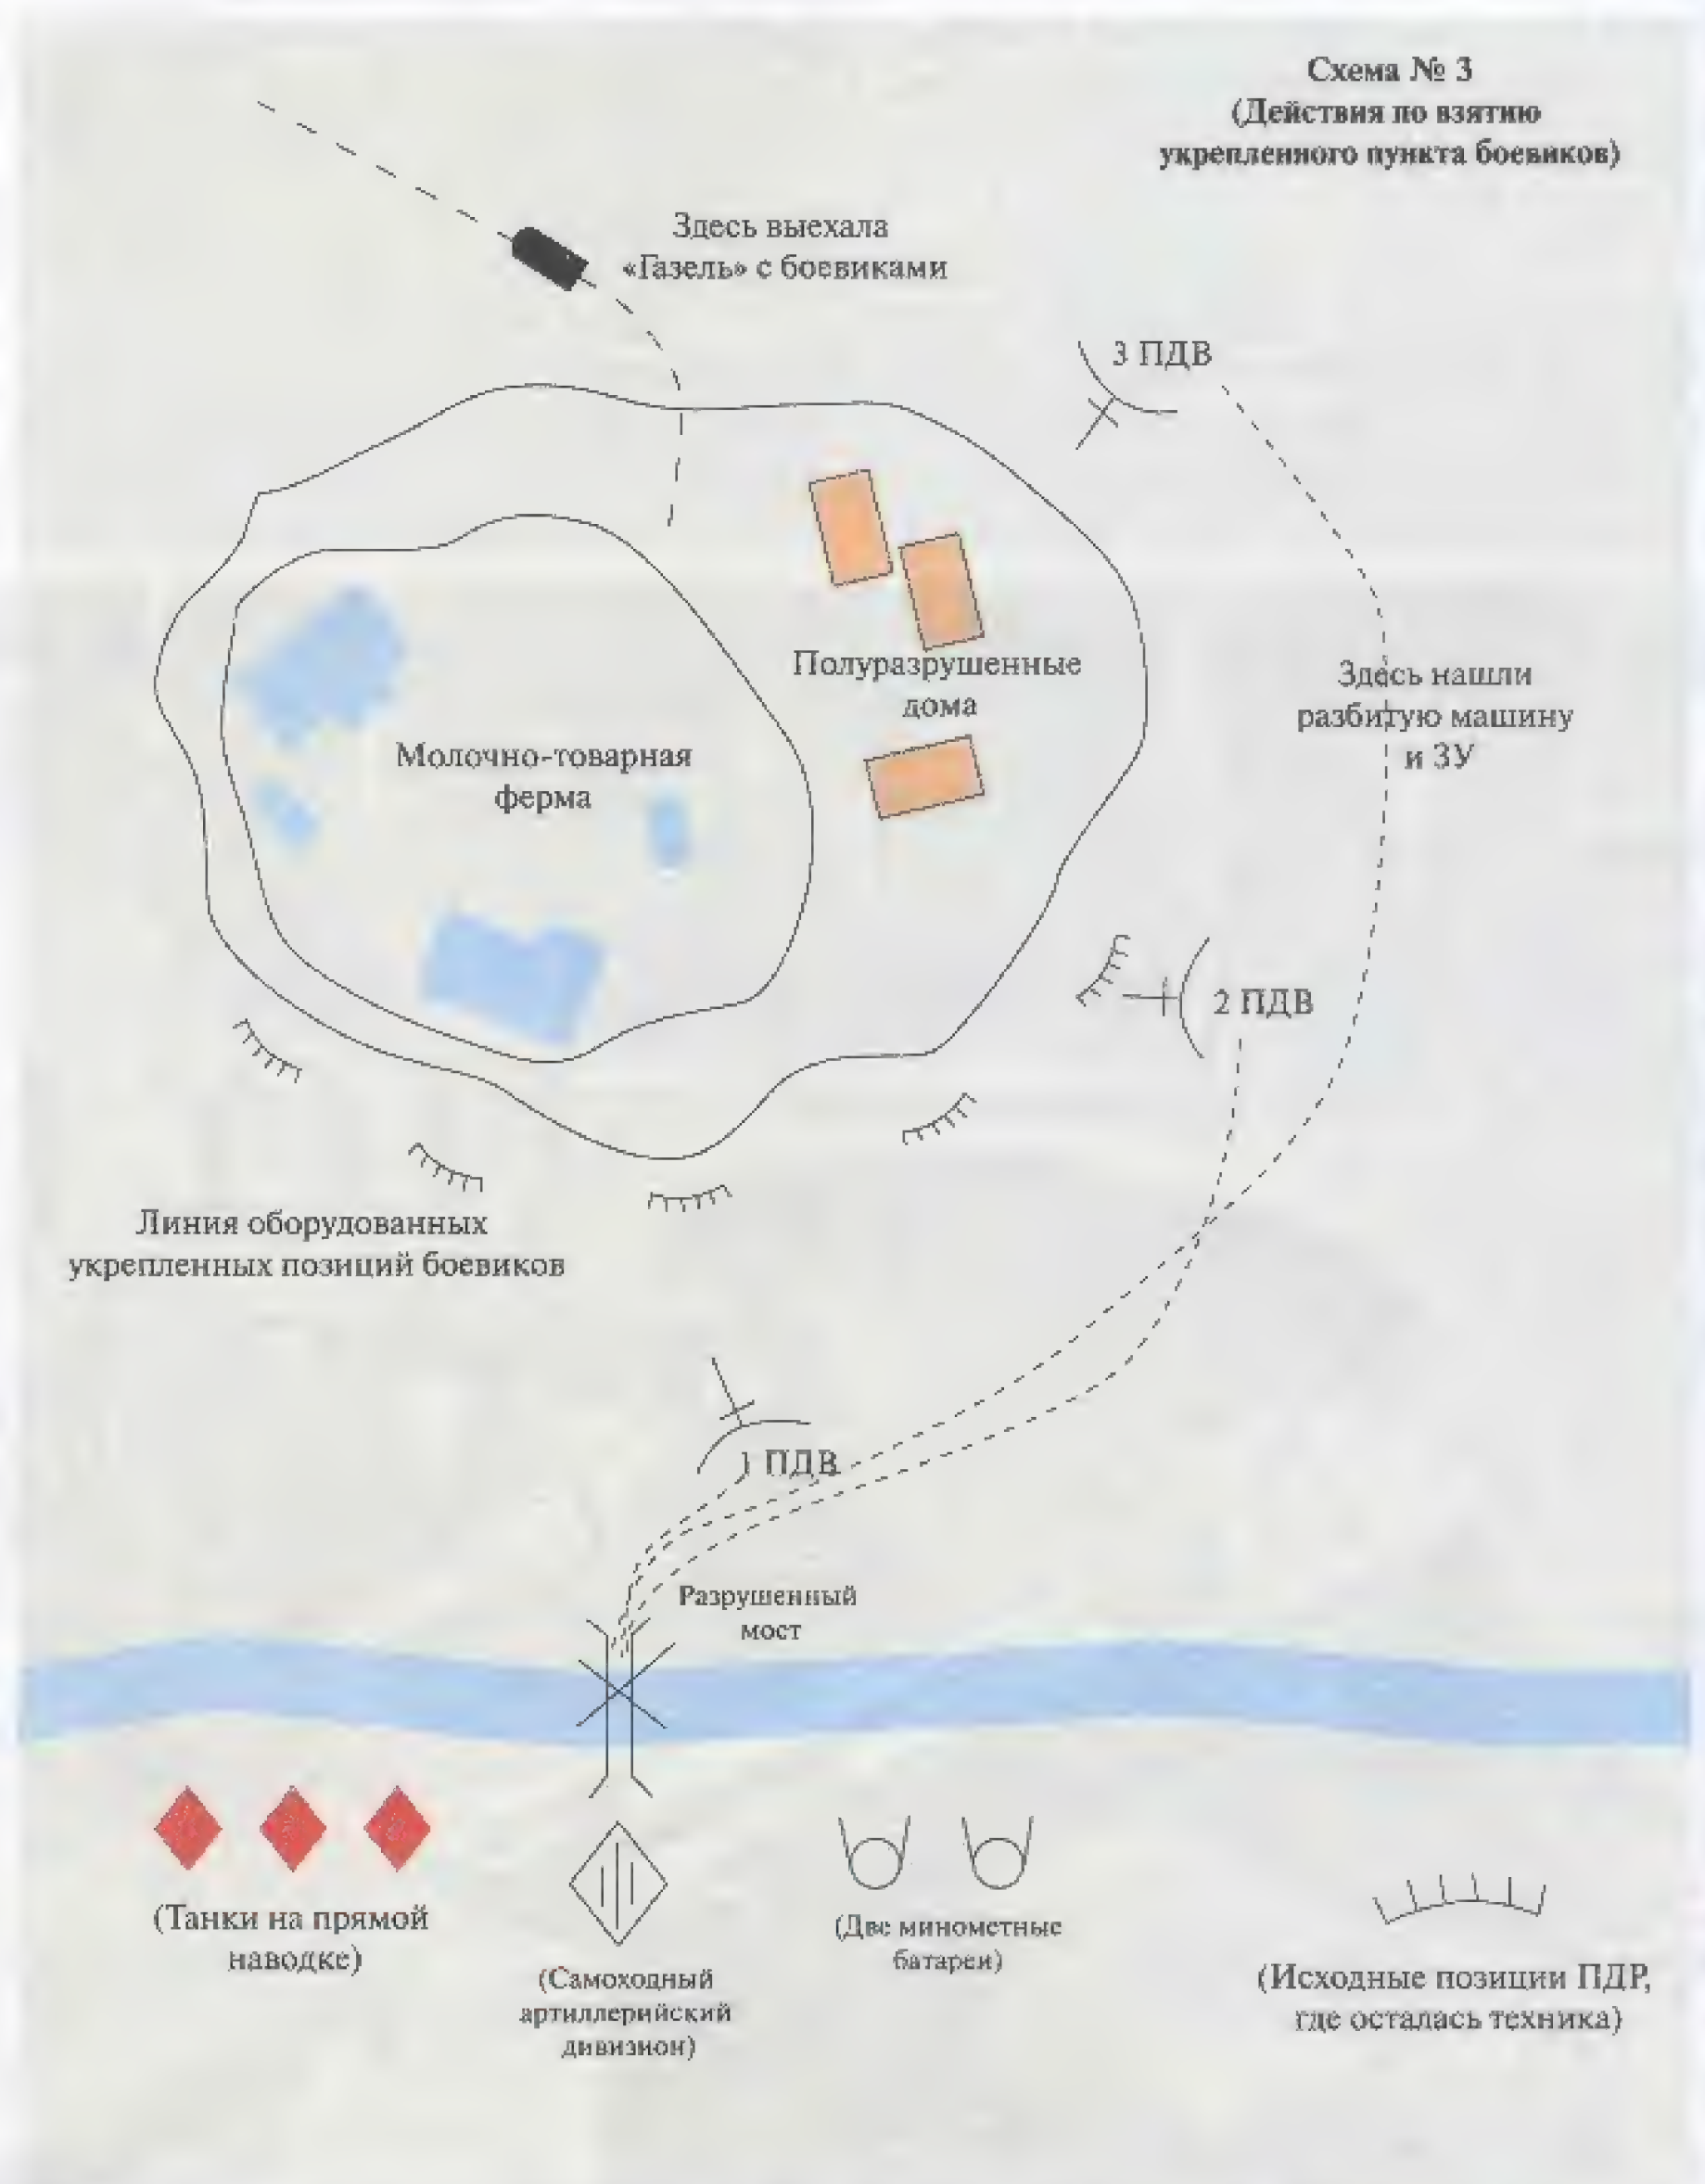 Схема № 3
(Действия по взятию
укрепленного пункта боевиков)
Здесь выехала
«Газель» с боевиками
3 ПДВ
Полуразрушенные
дома
Здесь нашли
разбитую машину
и ЗУ
Молочно-товарная
ферма
2 ПДВ
Линия оборудованных
укрепленных позиций боевиков
1 ПДВ
Разрушенный
мост
(Танки на прямой
наводке)
(Самоходный
артиллерийский
дивизион)
(Две минометные
батареи)
(Исходные позиции ПДР,
где осталась техника)